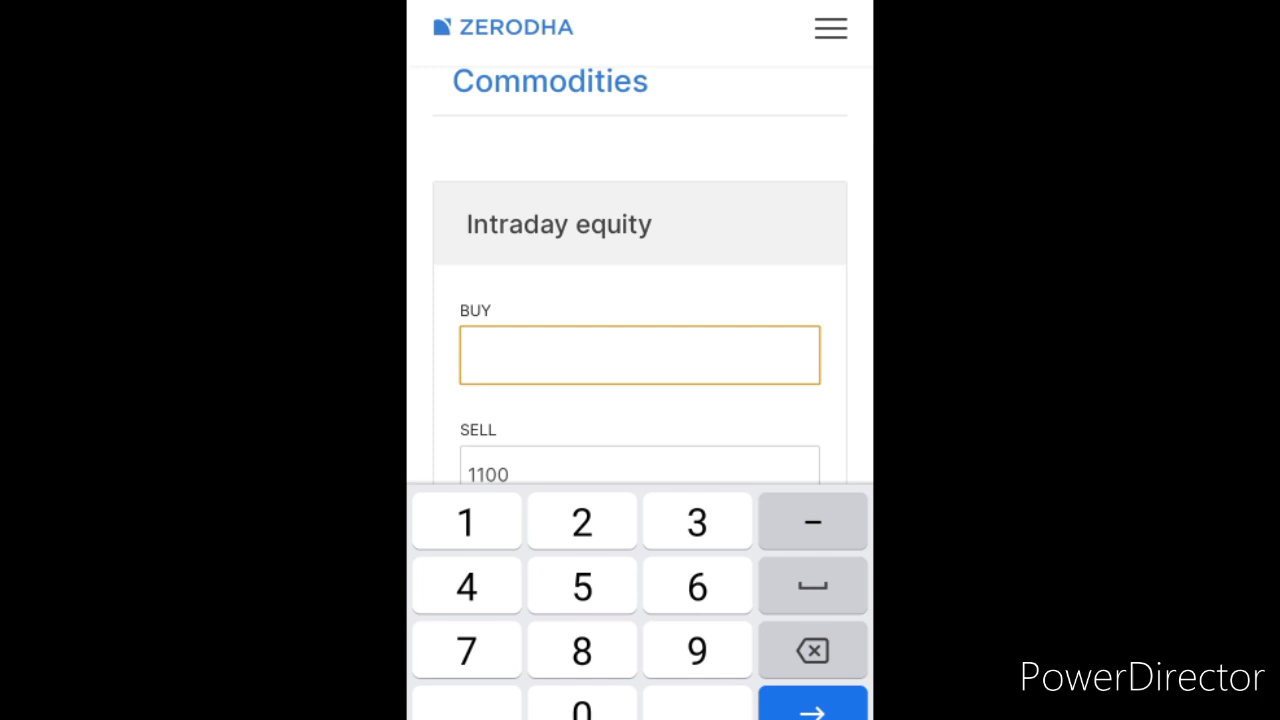 ZERODHA
Commodities
Intraday equity
BUY
SELL
1100
1 2 3 -
4 5 6
7 8 9
0
PowerDirector